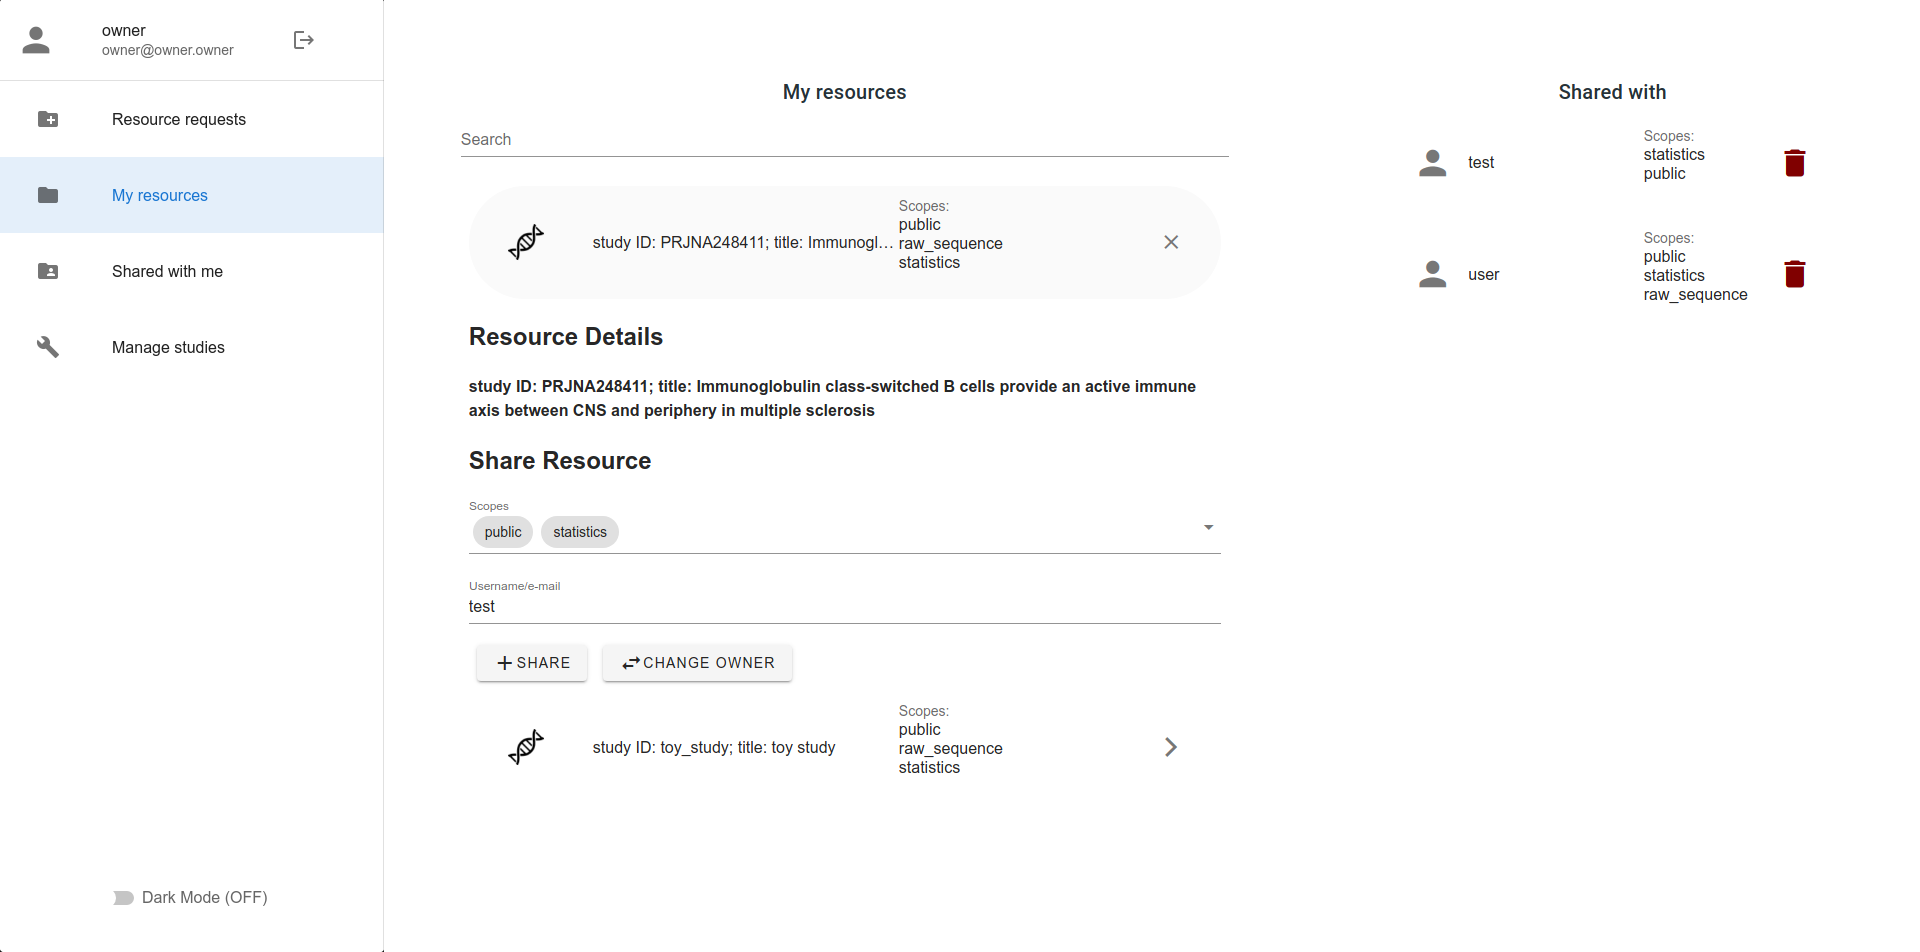 owner
owner@owner.owner
Resource requests
My resources
Shared with me
Manage studies
Dark Mode (OFF)
My resources
Search
study ID: PRJNA248411; title: Immunogl…
Scopes:
public
raw_sequence
statistics
Resource Details
study ID: PRJNA248411; title: Immunoglobulin class-switched B cells provide an active immune
axis between CNS and periphery in multiple sclerosis
Share Resource
Scopes
public statistics
Username/e-mail
test
SHARE CHANGE OWNER
study ID: toy_study; title: toy study
Scopes:
public
raw_sequence
statistics
Shared with
test
Scopes:
statistics
public
user
Scopes:
public
statistics
raw_sequence